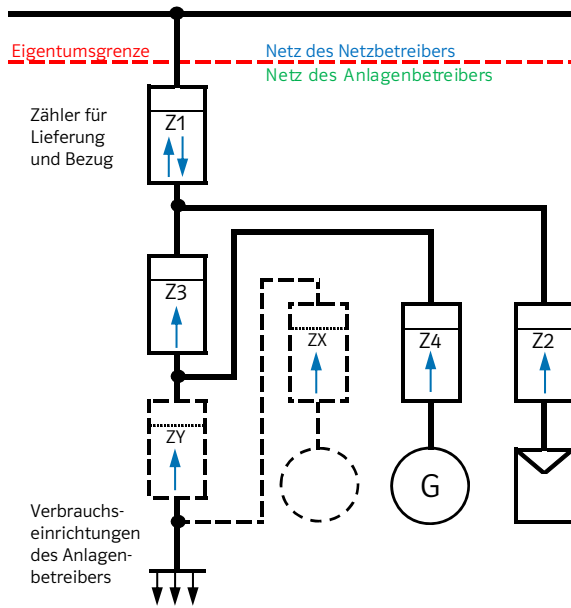 Eigentumsgrenze
Netz des Netzbetreibers
Netz des Anlagenbetreibers
Zähler für
Lieferung
und Bezug
Z1
Z3
ZX
Z4
Z2
ZY
G
Verbrauchs-
einrichtungen
des Anlagen-
betreibers